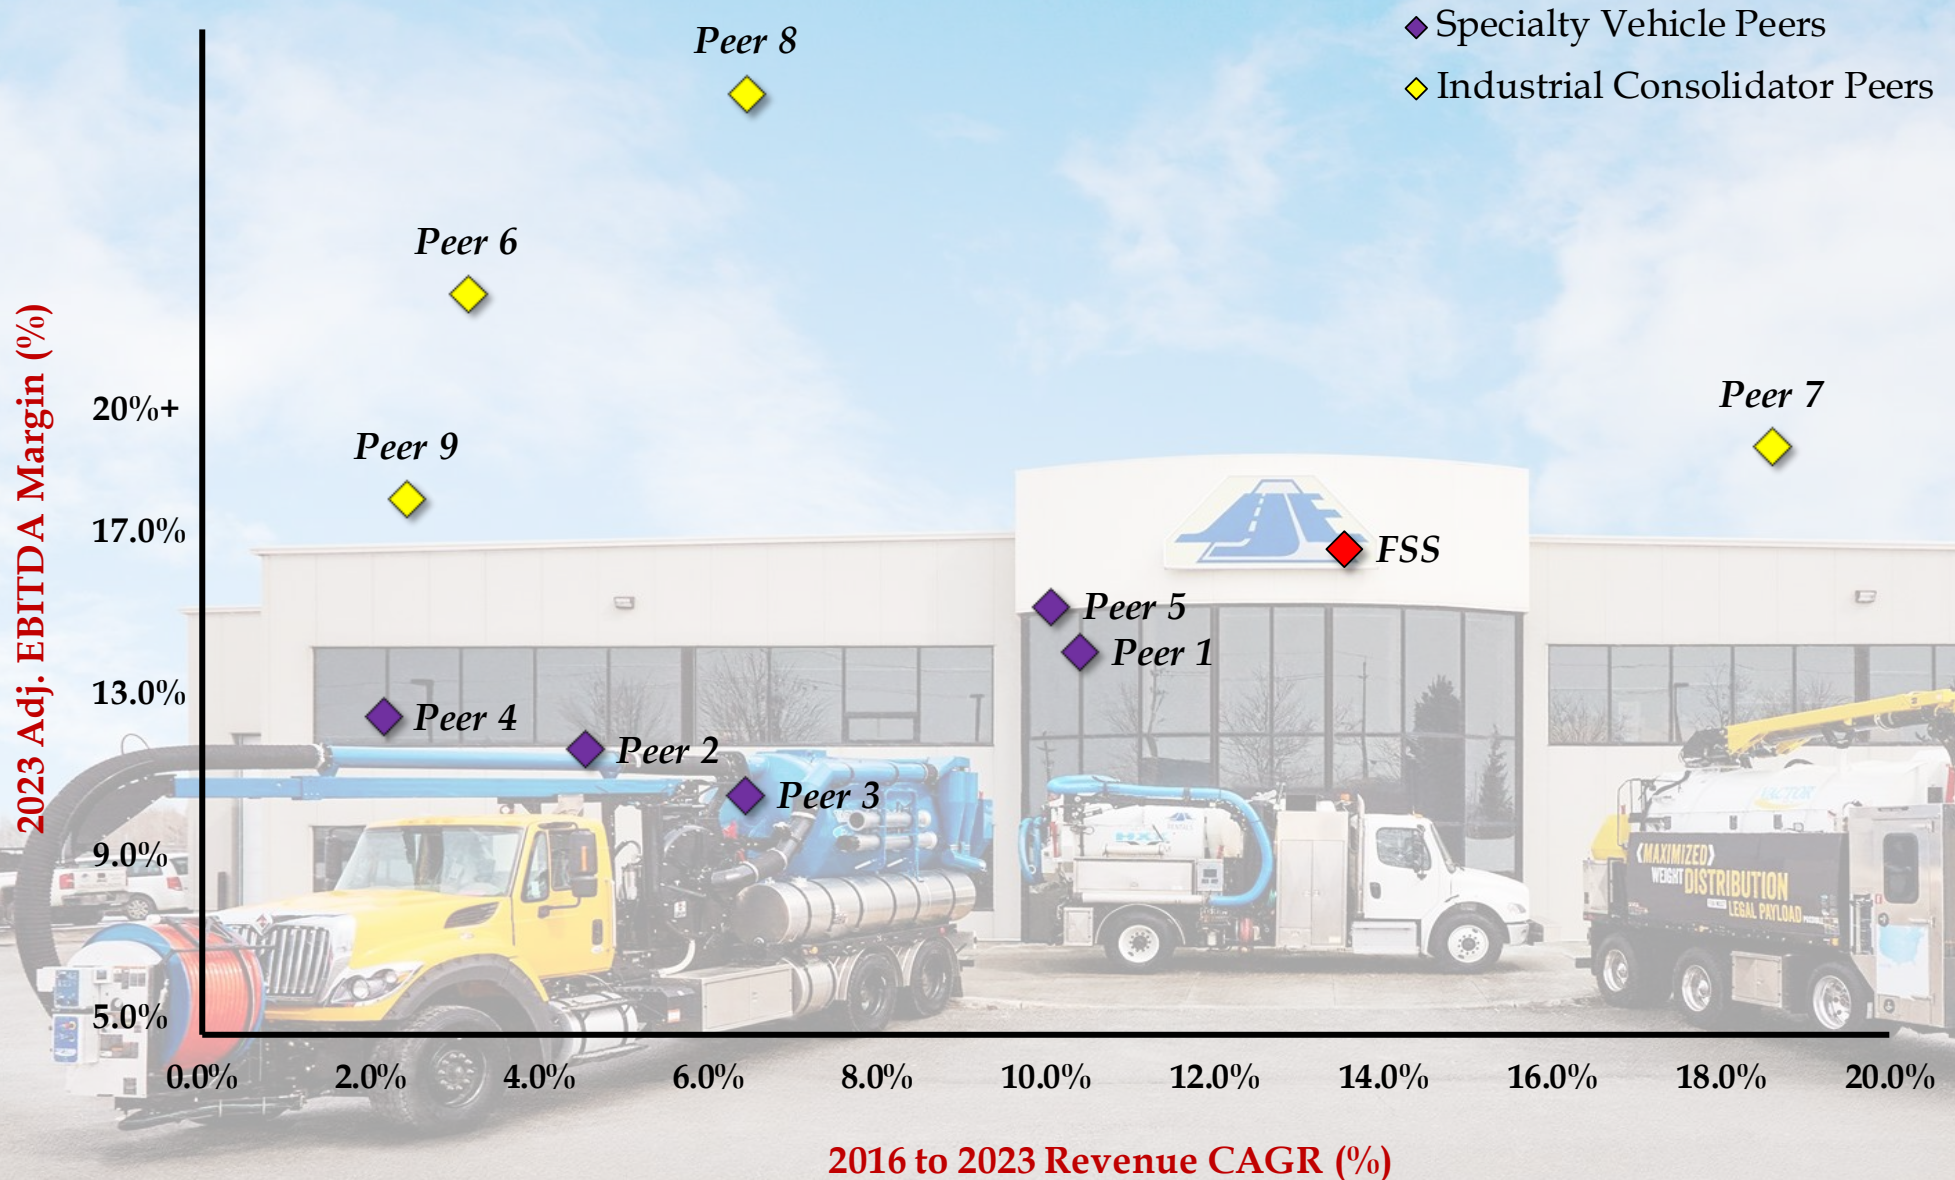 Specialty Vehicle Peers
Industrial Consolidator Peers
Peer 8
Peer 6
Peer 7
Peer 9
FSS
Peer 5
Peer 1
Peer 4
Peer 2
Peer 3
2023 Adj. EBITDA Margin (%)
20%+
17.0%
13.0%
9.0%
5.0%
0.0%
2.0%
4.0%
6.0%
8.0%
10.0%
12.0%
14.0%
16.0%
18.0%
20.0%
2016 to 2023 Revenue CAGR (%)
JJE
HXX
VACTOR
MAXIMIZED
WEIGHT DISTRIBUTION
LEGAL PAYLOAD